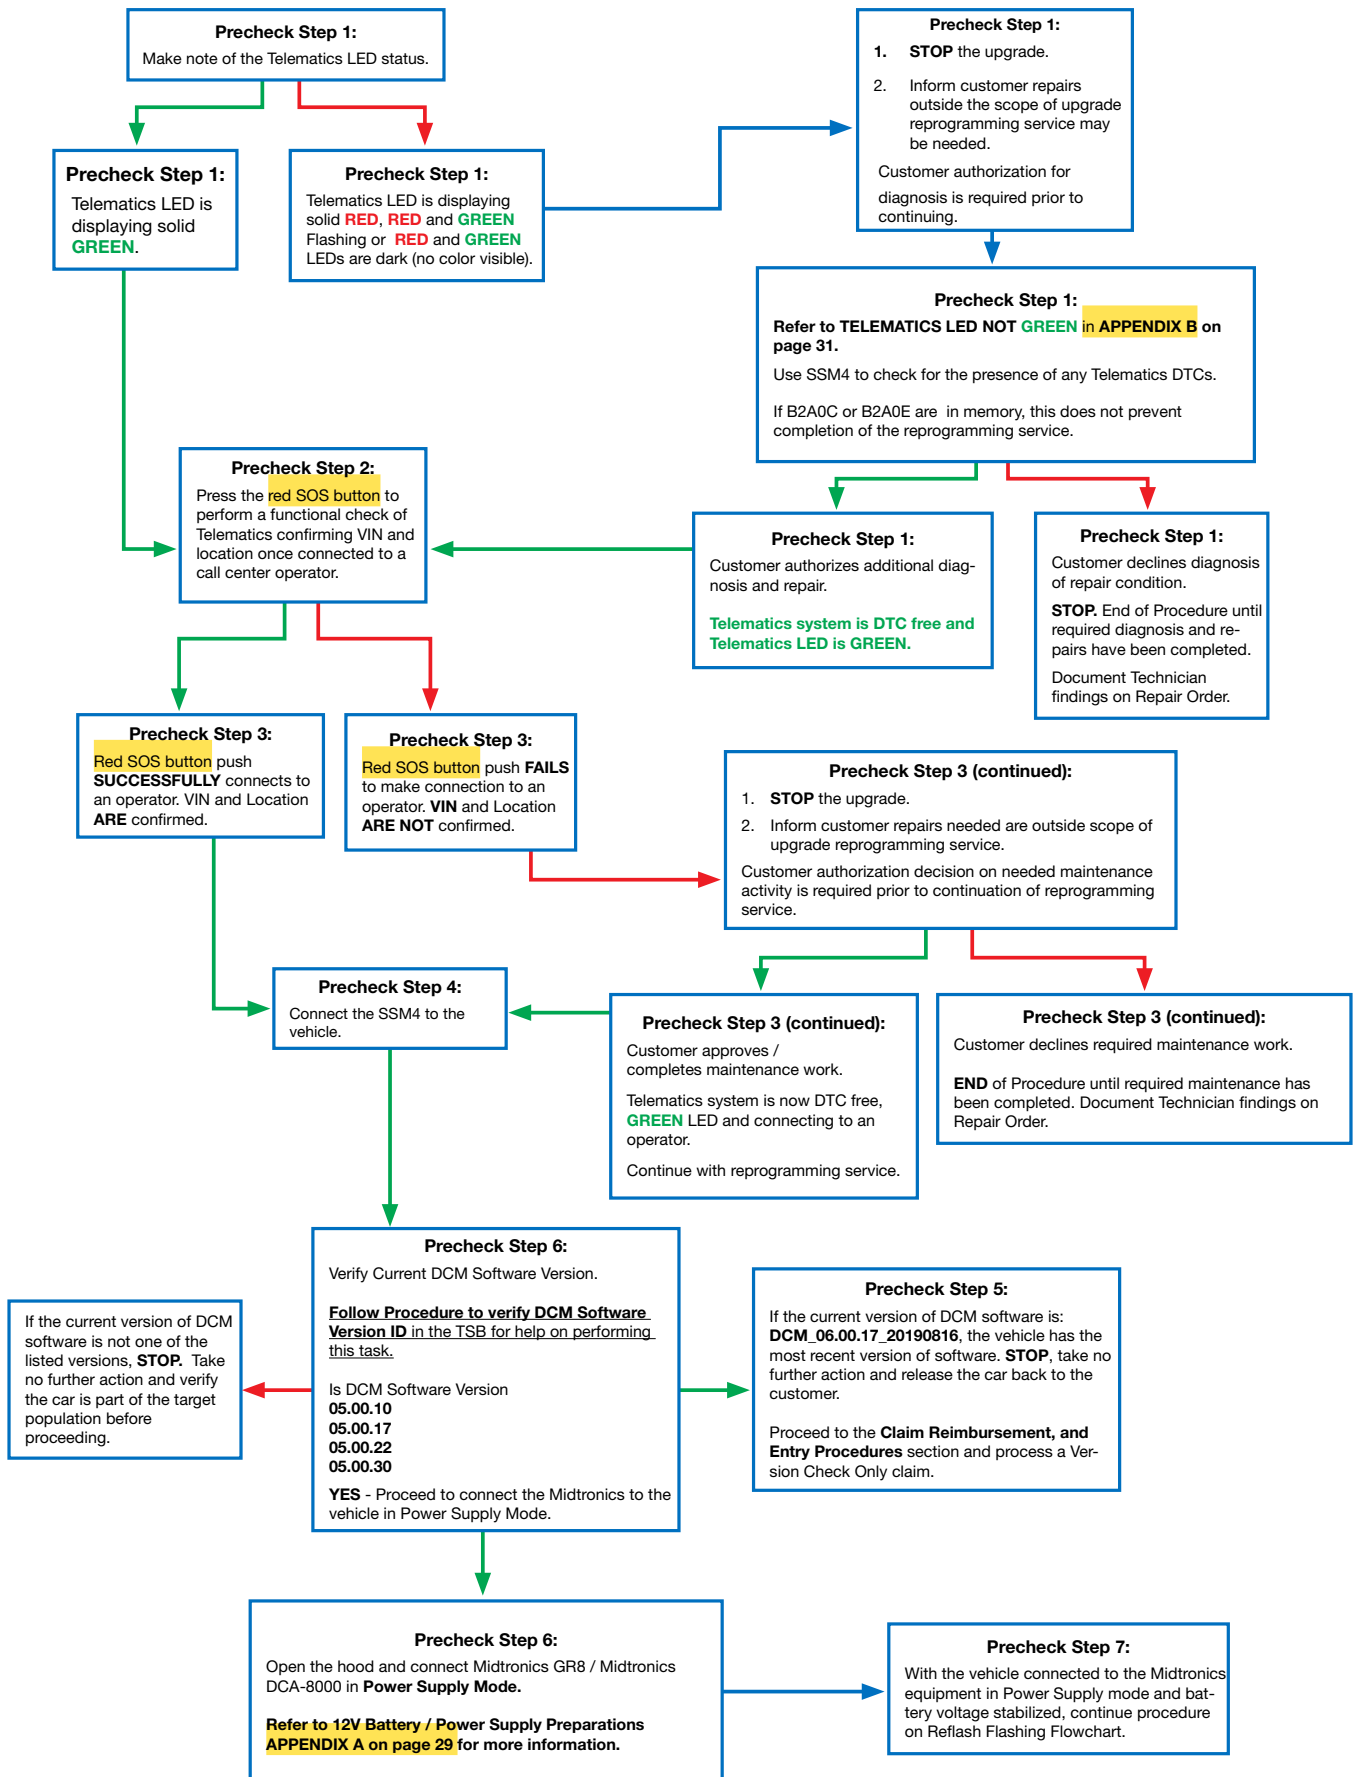 Precheck Step 1:
Make note of the Telematics LED status.
Precheck Step 1:
1. STOP the upgrade.
2. Inform customer repairs
outside the scope of upgrade
reprogramming service may
be needed.
Customer authorization for
diagnosis is required prior to
continuing.
Precheck Step 1:
Telematics LED is
displaying solid
GREEN.
Precheck Step 1:
Telematics LED is displaying
solid RED, RED and GREEN
Flashing or RED and GREEN
LEDs are dark (no color visible).
Precheck Step 1:
Refer to TELEMATICS LED NOT GREEN in APPENDIX B on
page 31.
Use SSM4 to check for the presence of any Telematics DTCs.
If B2A0C or B2A0E are in memory, this does not prevent
completion of the reprogramming service.
Precheck Step 2:
Press the red SOS button to
perform a functional check of
Telematics confirming VIN and
location once connected to a
call center operator.
Precheck Step 1:
Customer authorizes additional diag-
nosis and repair.
Telematics system is DTC free and
Telematics LED is GREEN.
Precheck Step 1:
Customer declines diagnosis
of repair condition.
STOP. End of Procedure until
required diagnosis and re-
pairs have been completed.
Document Technician
findings on Repair Order.
Precheck Step 3:
Red SOS button push
SUCCESSFULLY connects to
an operator. VIN and Location
ARE confirmed.
Precheck Step 3:
Red SOS button push FAILS
to make connection to an
operator. VIN and Location
ARE NOT confirmed.
Precheck Step 3 (continued):
1. STOP the upgrade.
2. Inform customer repairs needed are outside scope of
upgrade reprogramming service.
Customer authorization decision on needed maintenance
activity is required prior to continuation of reprogramming
service.
Precheck Step 4:
Connect the SSM4 to the
vehicle.
Precheck Step 3 (continued):
Customer approves /
completes maintenance work.
Telematics system is now DTC free,
GREEN LED and connecting to an
operator.
Continue with reprogramming service.
Precheck Step 3 (continued):
Customer declines required maintenance work.
END of Procedure until required maintenance has
been completed. Document Technician findings on
Repair Order.
Precheck Step 6:
Verify Current DCM Software Version.
Follow Procedure to verify DCM Software
Version ID in the TSB for help on performing
this task.
Is DCM Software Version
05.00.10
05.00.17
05.00.22
05.00.30
YES - Proceed to connect the Midtronics to the
vehicle in Power Supply Mode.
If the current version of DCM
software is not one of the
listed versions, STOP. Take
no further action and verify
the car is part of the target
population before
proceeding.
Precheck Step 5:
If the current version of DCM software is:
DCM_06.00.17_20190816, the vehicle has the
most recent version of software. STOP, take no
further action and release the car back to the
customer.
Proceed to the Claim Reimbursement, and
Entry Procedures section and process a Ver-
sion Check Only claim.
Precheck Step 6:
Open the hood and connect Midtronics GR8 / Midtronics
DCA-8000 in Power Supply Mode.
Refer to 12V Battery / Power Supply Preparations
APPENDIX A on page 29 for more information.
Precheck Step 7:
With the vehicle connected to the Midtronics
equipment in Power Supply mode and bat-
tery voltage stabilized, continue procedure
on Reflash Flashing Flowchart.